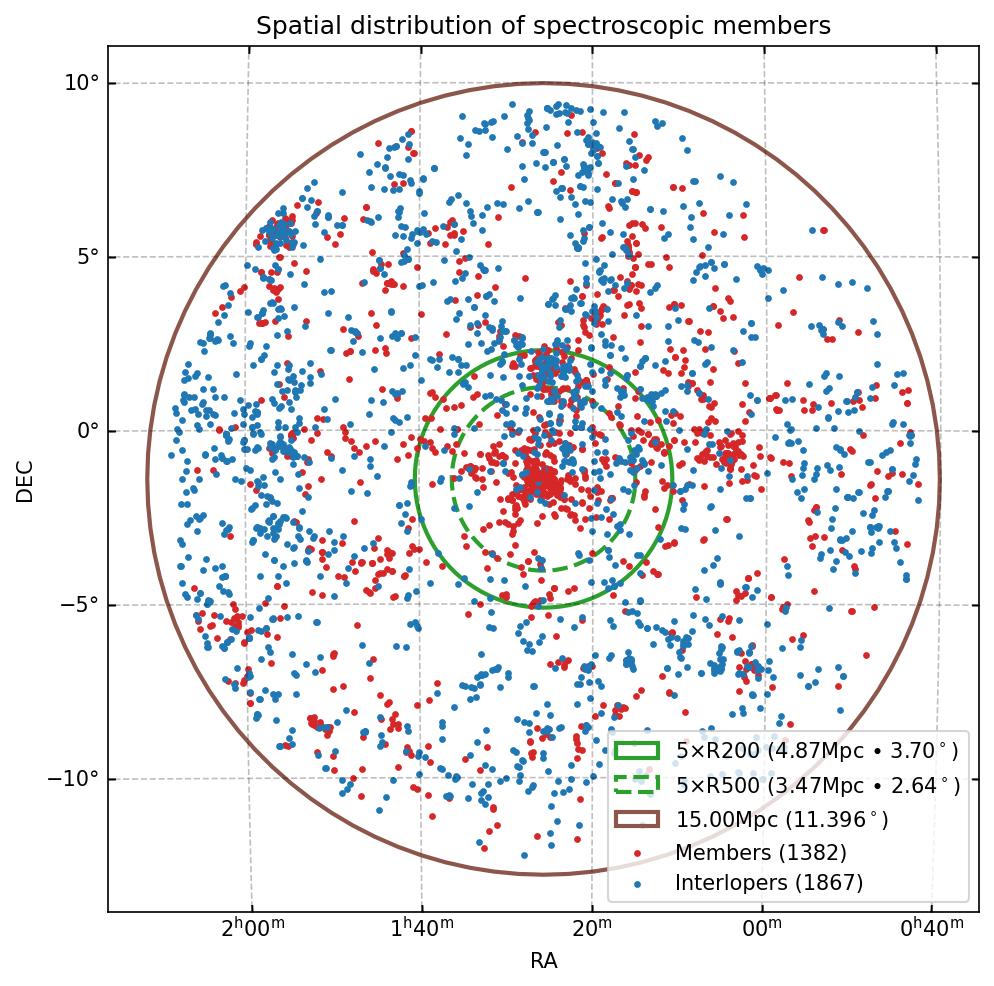 Spatial distribution of spectroscopic members
10°
5°
0°
−5°
−10°
DEC
5×R200 (4.87Mpc • 3.70°)
5×R500 (3.47Mpc • 2.64°)
15.00Mpc (11.396°)
Members (1382)
Interlopers (1867)
2ʰ00ᵐ 1ʰ40ᵐ 20ᵐ 00ᵐ 0ʰ40ᵐ
RA